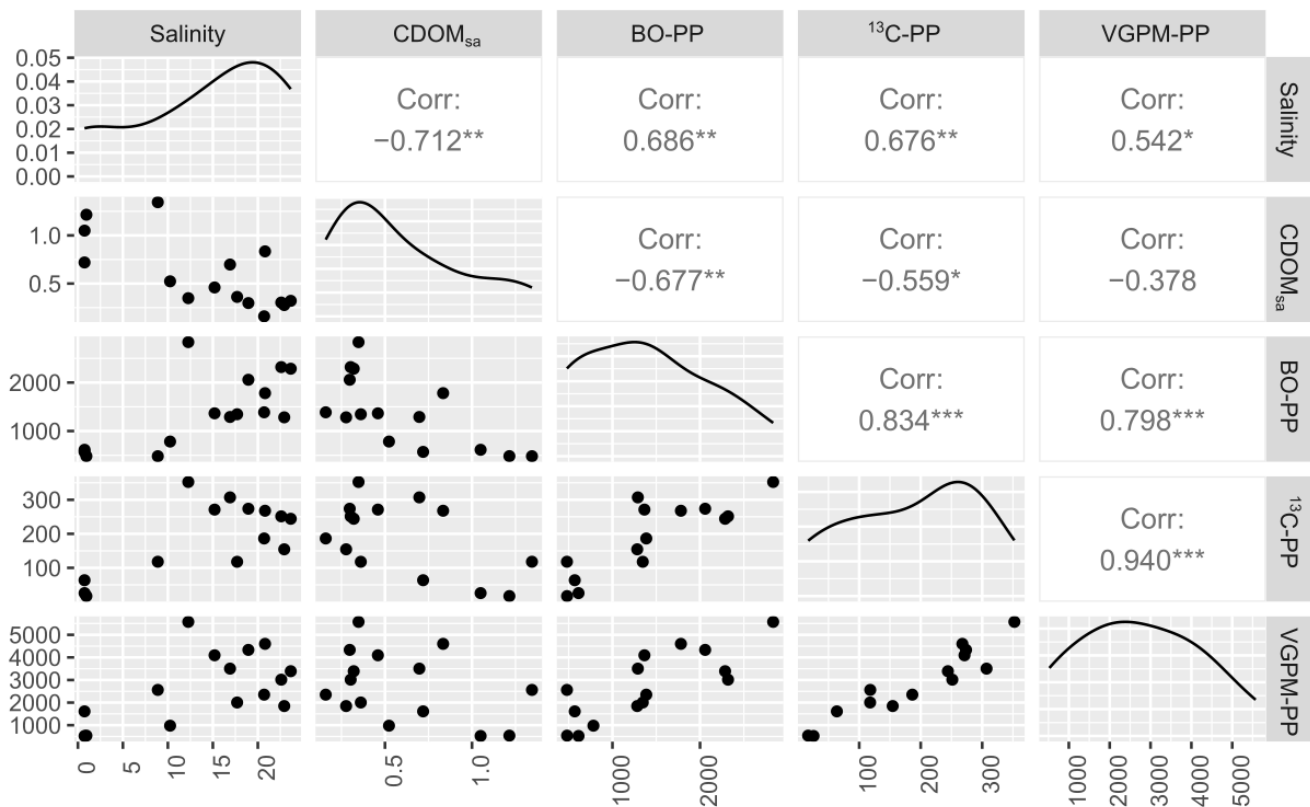 Salinity CDOMsa BO-PP ¹³C-PP VGPM-PP
0.05
0.04
0.03
0.02
0.01
0.00
Corr:
−0.712**
Corr:
0.686**
Corr:
0.676**
Corr:
0.542*
Salinity
1.0
0.5
Corr:
−0.677**
Corr:
−0.559*
Corr:
−0.378
CDOMsa
2000
1000
Corr:
0.834***
Corr:
0.798***
BO-PP
300
200
100
Corr:
0.940***
¹³C-PP
5000
4000
3000
2000
1000
VGPM-PP
0 5 10 15 20 0.5 1.0 1000 2000 100 200 300 1000 2000 3000 4000 5000